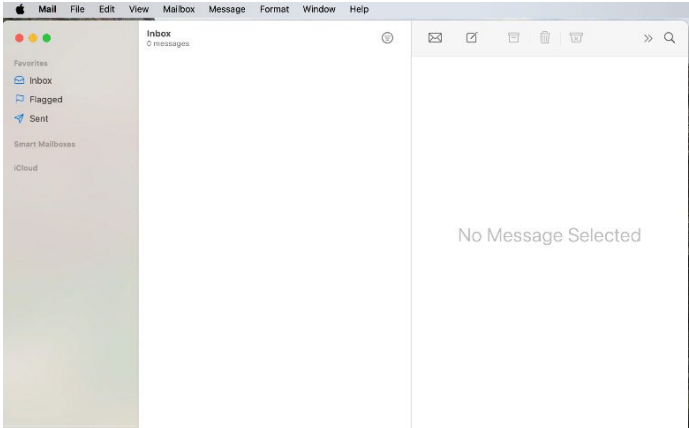 Mail File Edit View Mailbox Message Format Window Help
Favorites
Inbox
Flagged
Sent
Smart Mailboxes
iCloud
Inbox
0 messages
No Message Selected